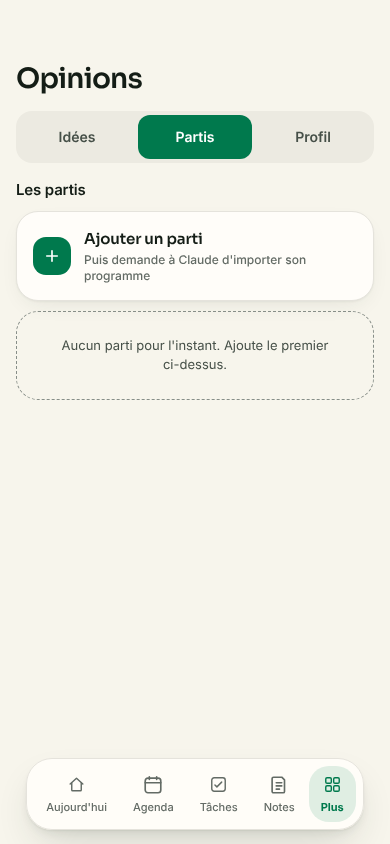 Opinions
Idées
Partis
Profil
Les partis
Ajouter un parti
Puis demande à Claude d'importer son
programme
Aucun parti pour l'instant. Ajoute le premier
ci-dessus.
Aujourd'hui
Agenda
Tâches
Notes
Plus